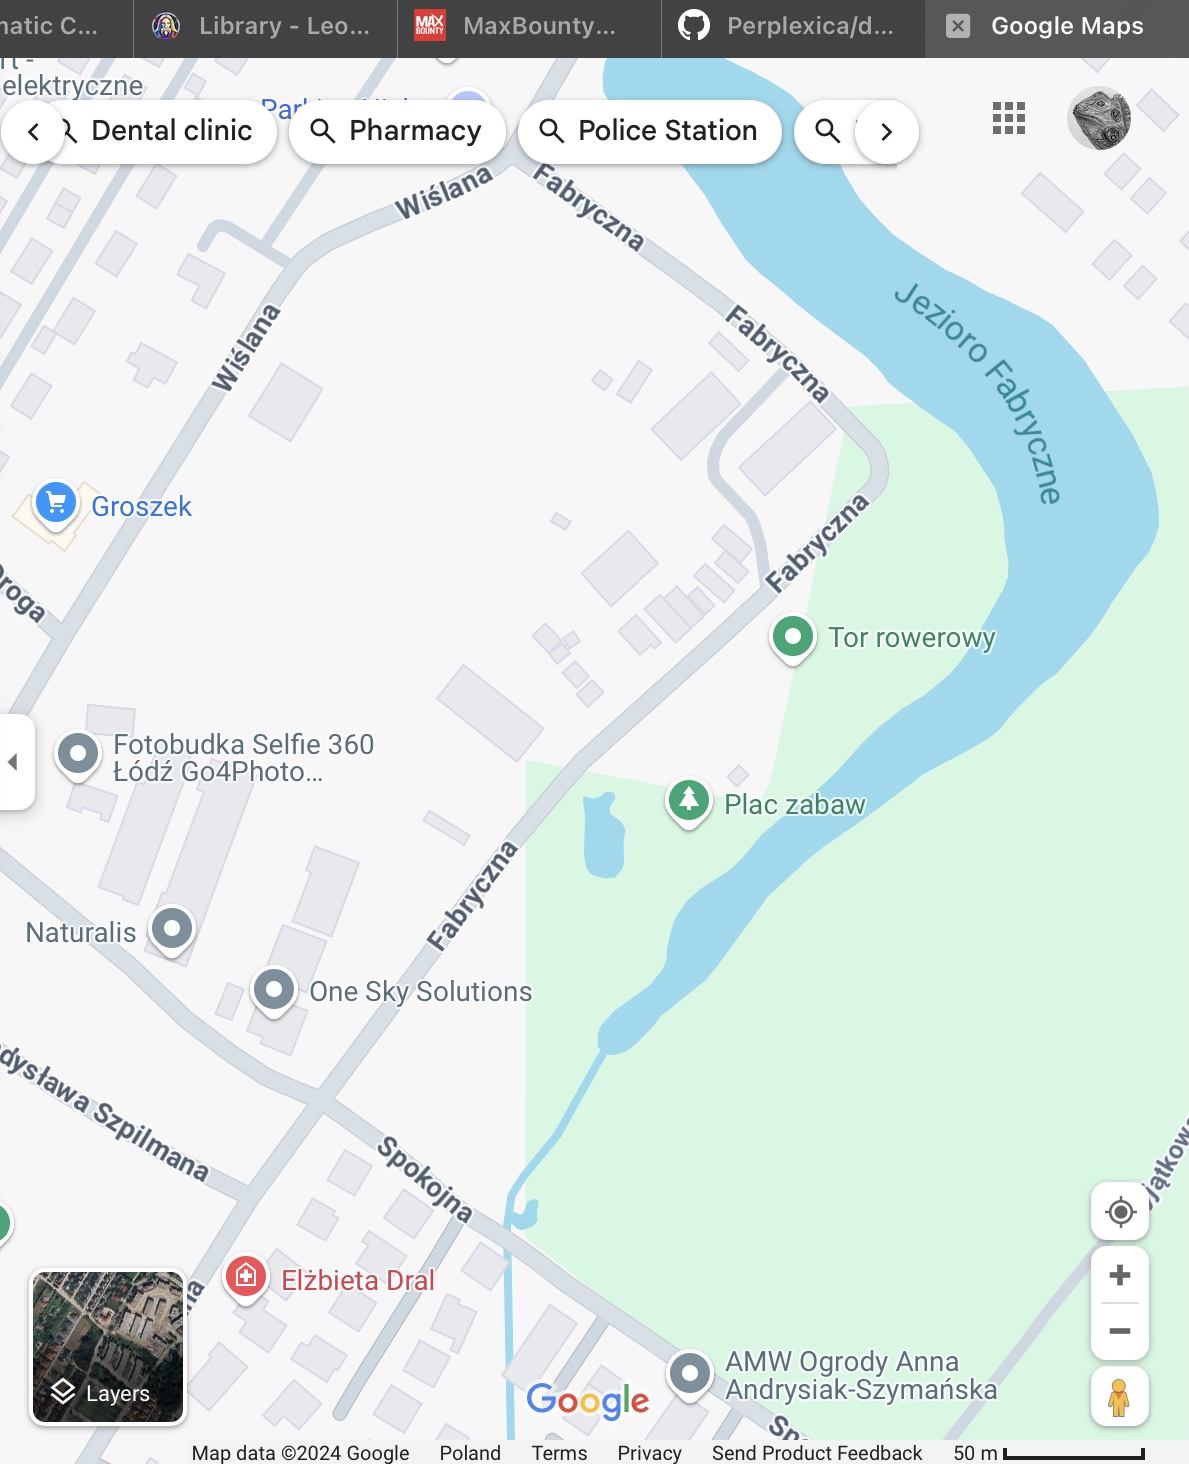 Library - Leo...
MAX
BOUNTY
MaxBounty...
Perplexica/d...
Google Maps
elektryczne
Dental clinic
Pharmacy
Police Station
Wiślana
Fabryczna
Jezioro Fabryczne
Fabryczna
Wiślana
Groszek
Fabryczna
Tor rowerowy
Fotobudka Selfie 360
Łódź Go4Photo...
Plac zabaw
Fabryczna
Naturalis
One Sky Solutions
Szpilmana
Spokojna
Elżbieta Dral
AMW Ogrody Anna
Andrysiak-Szymańska
Layers
Google
Map data ©2024 Google Poland Terms Privacy Send Product Feedback 50 m